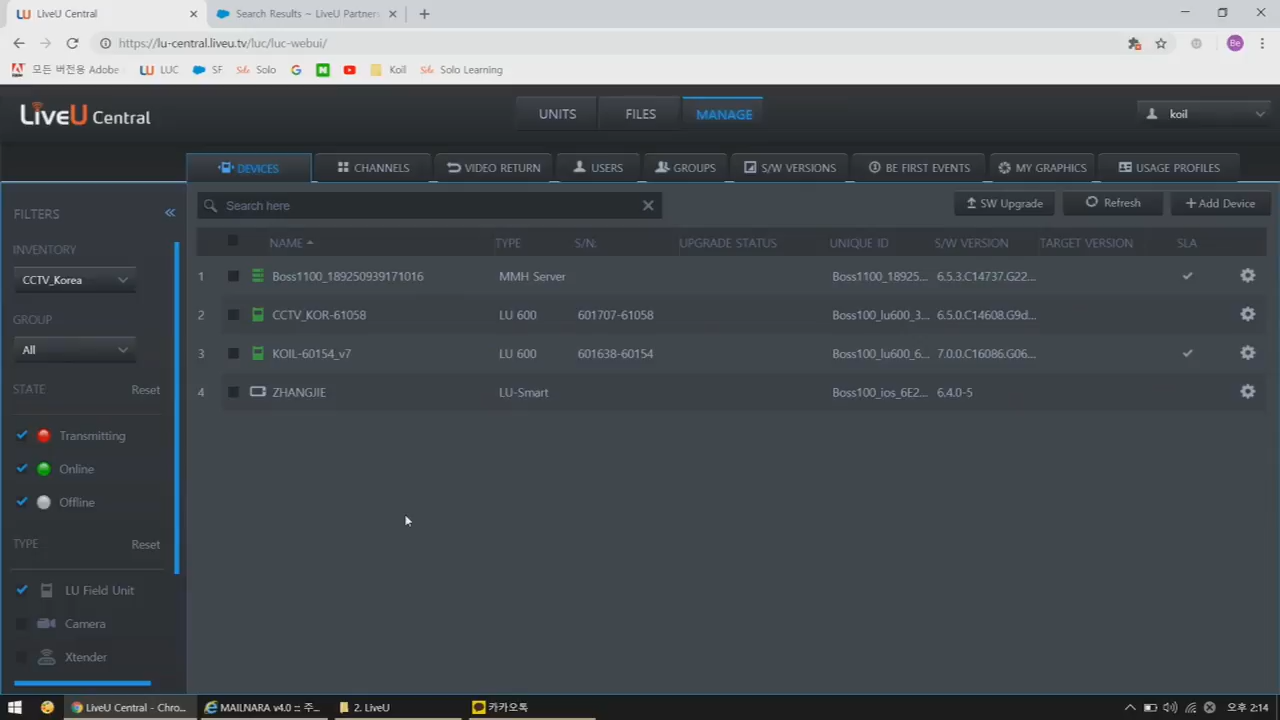 LiveU Central
Search Results ~ LiveU Partner
https://lu-central.liveu.tv/luc/luc-webui/
Be
모든 버전용 Adobe
LUC
SF
Solo
Koil
Solo Learning
LiveU Central
UNITS
FILES
MANAGE
koil
DEVICES
CHANNELS
VIDEO RETURN
USERS
GROUPS
S/W VERSIONS
BE FIRST EVENTS
MY GRAPHICS
USAGE PROFILES
FILTERS
INVENTORY
CCTV_Korea
GROUP
All
STATE Reset
Transmitting
Online
Offline
TYPE Reset
LU Field Unit
Camera
Xtender
Search here
SW Upgrade
Refresh
Add Device
NAME TYPE S/N: UPGRADE STATUS UNIQUE ID S/W VERSION TARGET VERSION SLA
1 Boss1100_189250939171016 MMH Server Boss1100_18925... 6.5.3.C14737.G22...
2 CCTV_KOR-61058 LU 600 601707-61058 Boss100_lu600_3... 6.5.0.C14608.G9d...
3 KOIL-60154_v7 LU 600 601638-60154 Boss100_lu600_6... 7.0.0.C16086.G06...
4 ZHANGJIE LU-Smart Boss100_ios_6E2... 6.4.0-5
LiveU Central - Chro...
MAILNARA v4.0 :: 주...
2. LiveU
카카오톡
오후 2:14